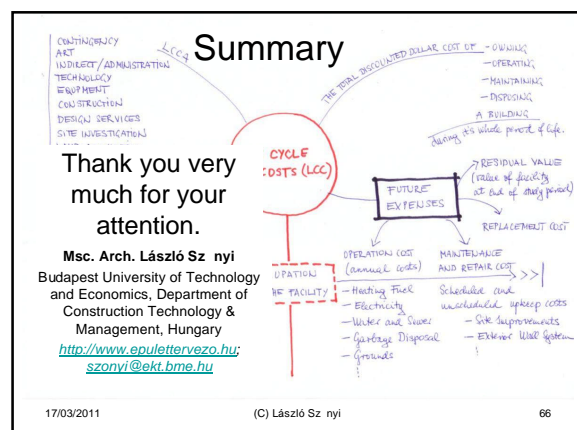 Summary
CONTINGENCY
ART
INDIRECT/ADMINISTRATION
TECHNOLOGY
EQUIPMENT
CONSTRUCTION
DESIGN SERVICES
SITE INVESTIGATION
LCCA
THE TOTAL DISCOUNTED DOLLAR COST OF
- OWNING
- OPERATING
- MAINTAINING
- DISPOSING
A BUILDING
during it's whole period of life.
CYCLE
COSTS (LCC)
FUTURE
EXPENSES
RESIDUAL VALUE
(value of facility
at end of study period)
REPLACEMENT COST
OPERATION COST
(annual costs)
- Heating Fuel
- Electricity
- Water and Sewer
- Garbage Disposal
- Grounds
MAINTENANCE
AND REPAIR COST
Scheduled and
unscheduled upkeep costs
- Site Improvements
- Exterior Wall System
UPATION
HE FACILITY
Thank you very
much for your
attention.
Msc. Arch. László Sz nyi
Budapest University of Technology
and Economics, Department of
Construction Technology &
Management, Hungary
http://www.epulettervezo.hu;
szonyi@ekt.bme.hu
17/03/2011
(C) László Sz nyi
66